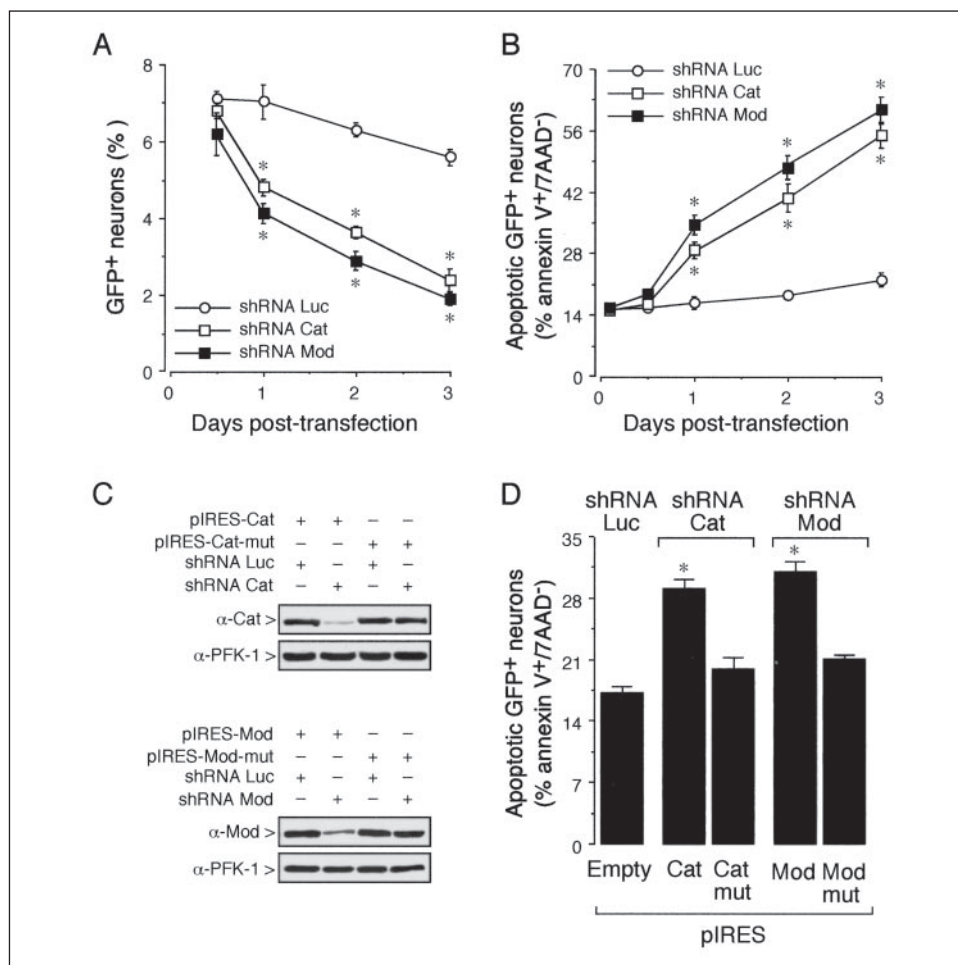 A
GFP+ neurons (%)
8
6
4
2
0
*
*
*
*
*
*
shRNA Luc
shRNA Cat
shRNA Mod
0 1 2 3
Days post-transfection
B
Apoptotic GFP+ neurons
(% annexin V+/7AAD-)
70
56
42
28
14
0
shRNA Luc
shRNA Cat
shRNA Mod
*
*
*
*
*
*
0 1 2 3
Days post-transfection
C
pIRES-Cat + + – –
pIRES-Cat-mut – – + +
shRNA Luc + – + –
shRNA Cat – + – +
α-Cat >
α-PFK-1 >
pIRES-Mod + + – –
pIRES-Mod-mut – – + +
shRNA Luc + – + –
shRNA Mod – + – +
α-Mod >
α-PFK-1 >
D
shRNA Luc
shRNA Cat
shRNA Mod
Apoptotic GFP+ neurons
(% annexin V+/7AAD-)
35
28
21
14
7
0
*
*
Empty Cat Cat mut Mod Mod mut
pIRES